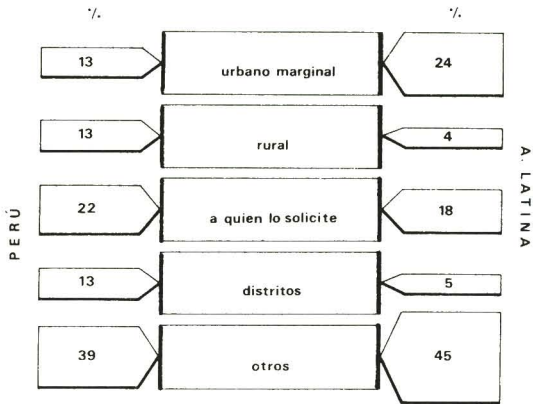 ·/.
·/.
13
urbano marginal
24
13
rural
4
22
a quien lo solicite
18
13
distritos
5
39
otros
45
PERÚ
A. LATINA